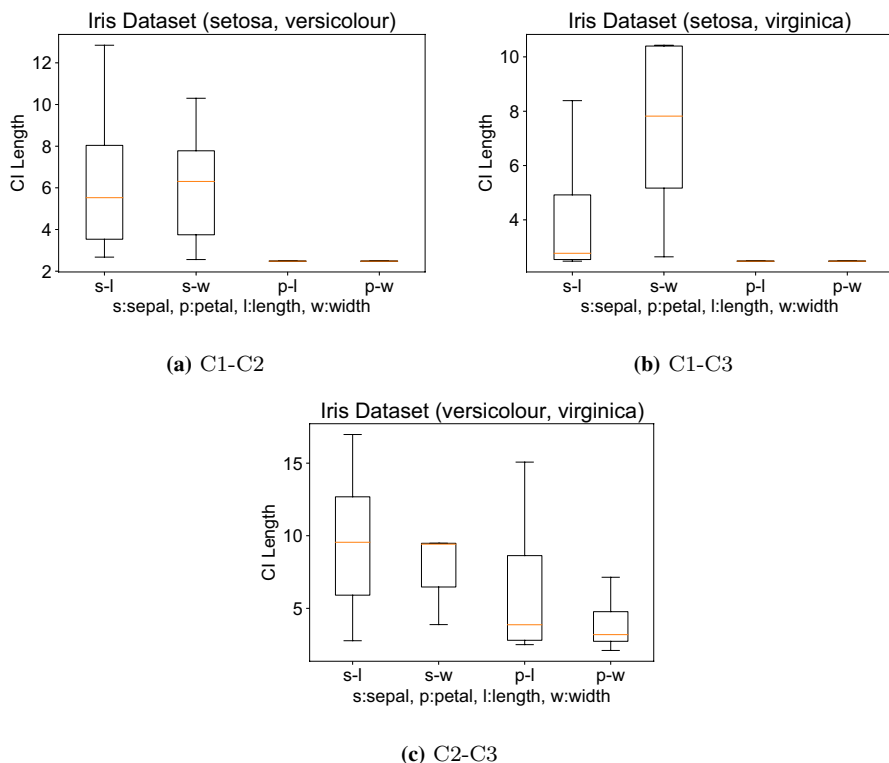 Iris Dataset (setosa, versicolour)
12
10
8
6
4
2
CI Length
s-l s-w p-l p-w
s:sepal, p:petal, l:length, w:width
(a) C1-C2
Iris Dataset (setosa, virginica)
10
8
6
4
CI Length
s-l s-w p-l p-w
s:sepal, p:petal, l:length, w:width
(b) C1-C3
Iris Dataset (versicolour, virginica)
15
10
5
CI Length
s-l s-w p-l p-w
s:sepal, p:petal, l:length, w:width
(c) C2-C3